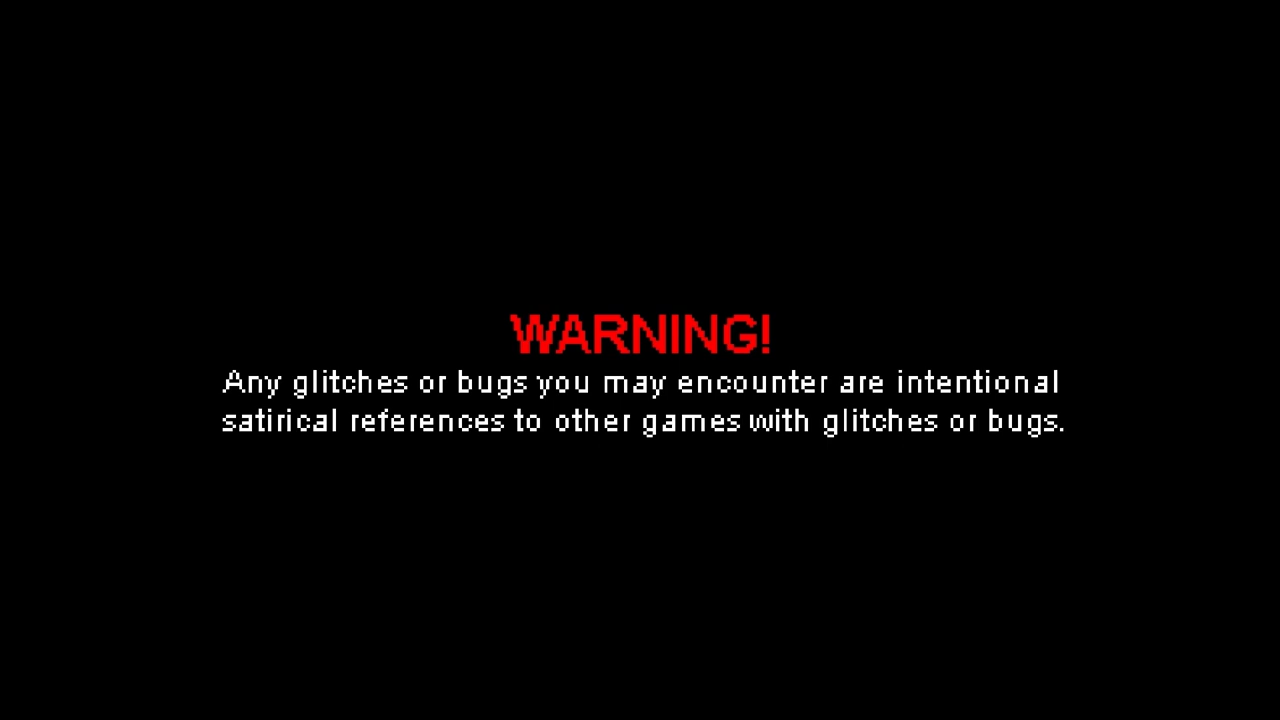 WARNING!
Any glitches or bugs you may encounter are intentional
satirical references to other games with glitches or bugs.